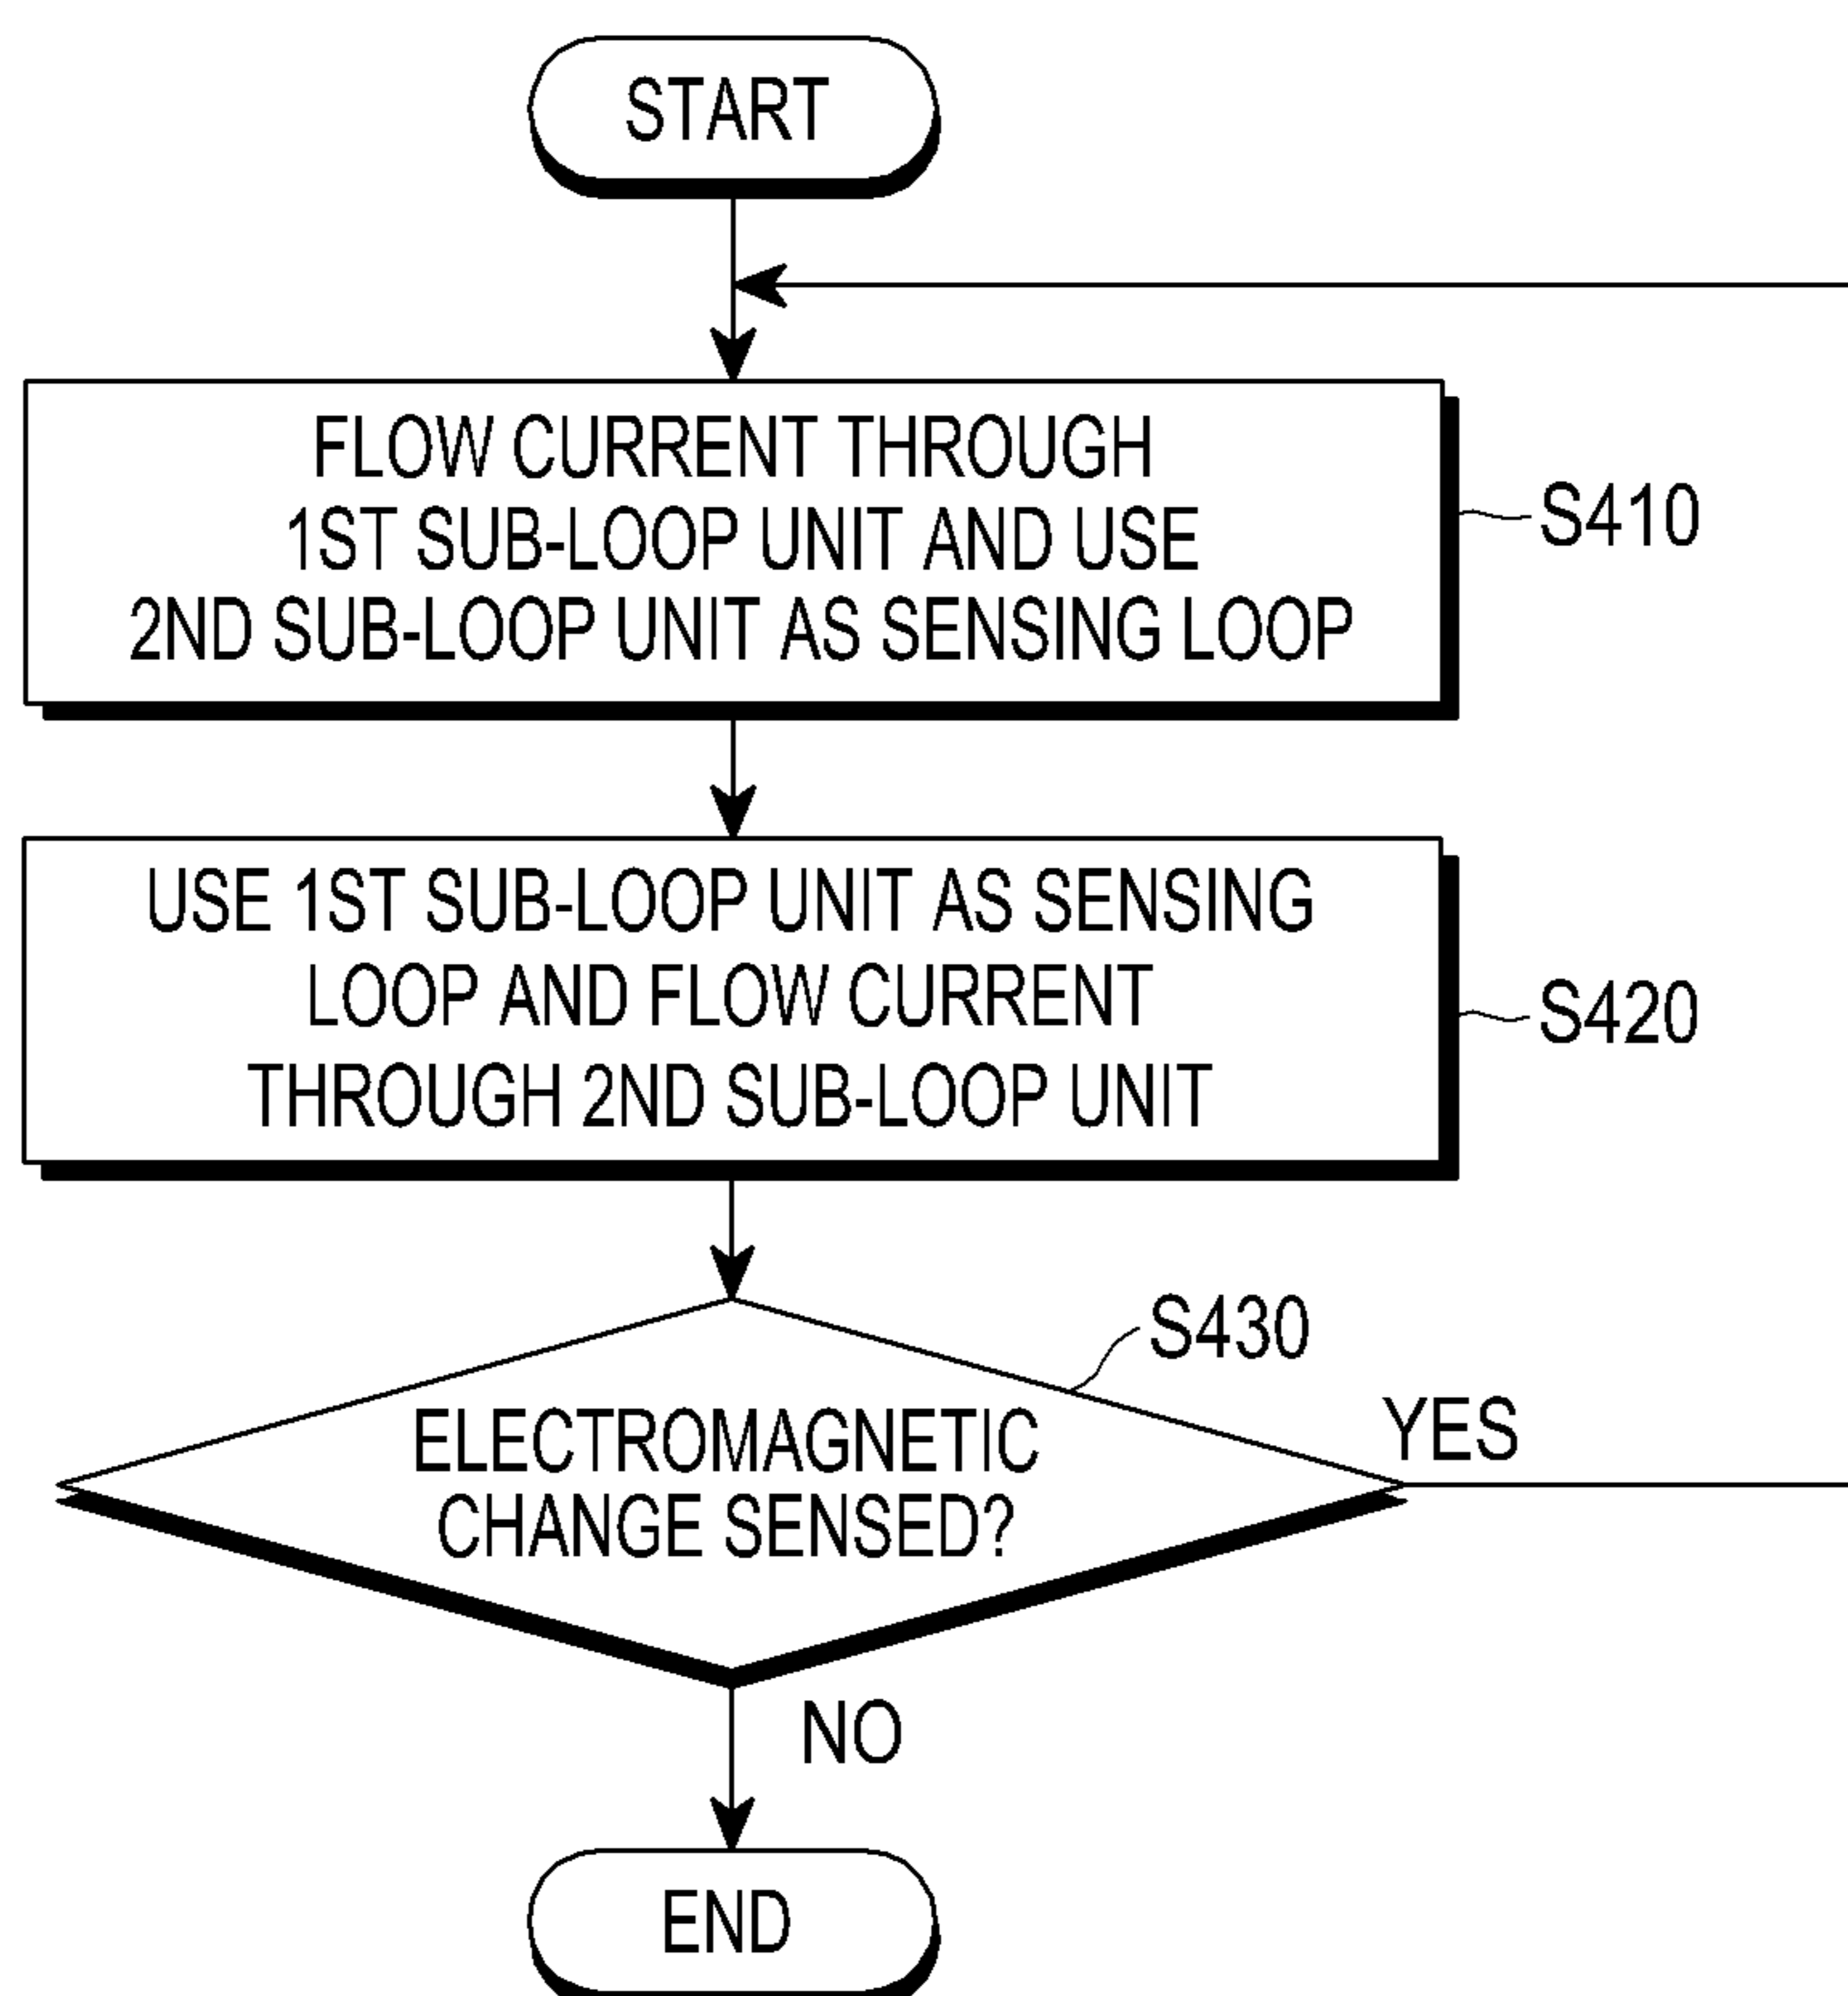 START
FLOW CURRENT THROUGH
1ST SUB-LOOP UNIT AND USE
2ND SUB-LOOP UNIT AS SENSING LOOP
S410
USE 1ST SUB-LOOP UNIT AS SENSING
LOOP AND FLOW CURRENT
THROUGH 2ND SUB-LOOP UNIT
S420
S430
ELECTROMAGNETIC
CHANGE SENSED?
YES
NO
END